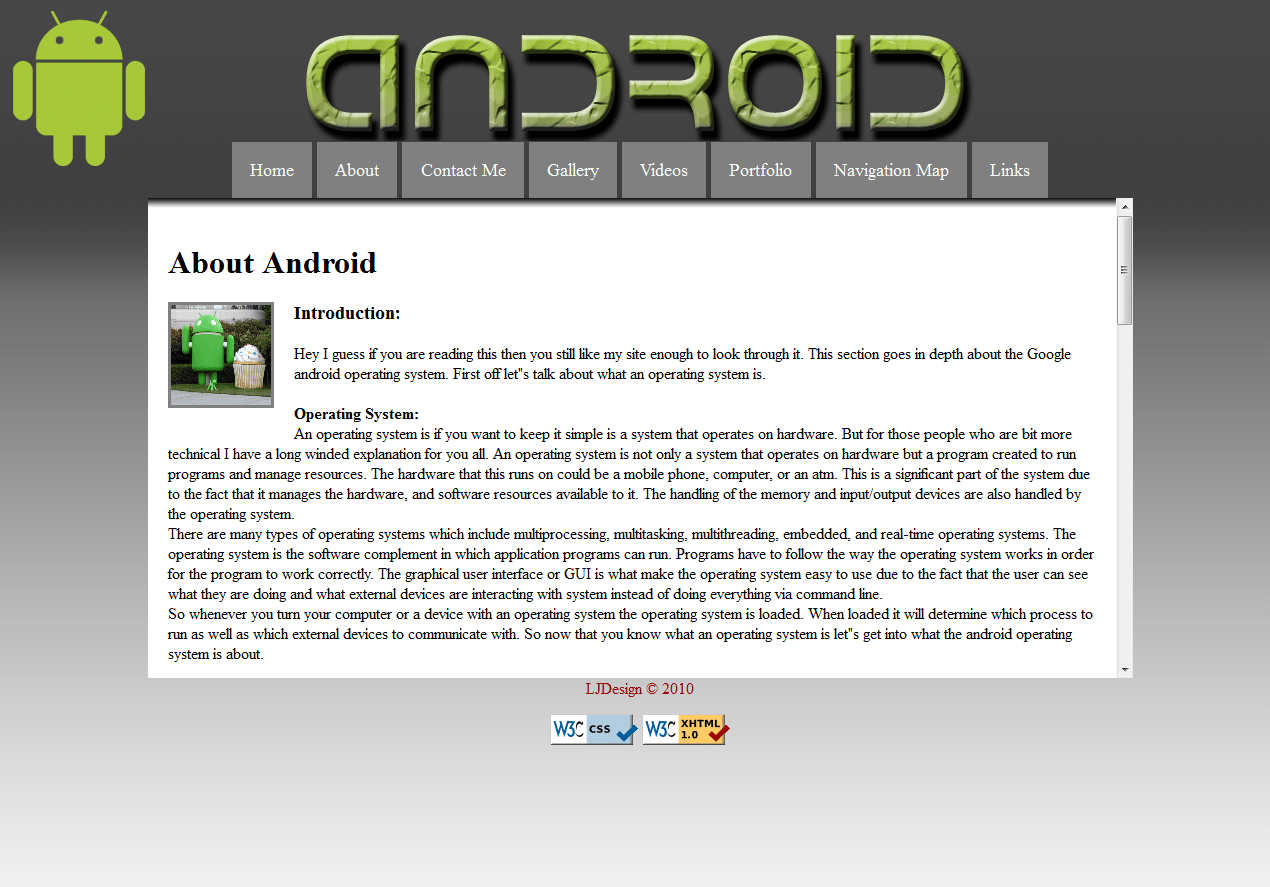 ANDROID
Home About Contact Me Gallery Videos Portfolio Navigation Map Links
About Android
Introduction:
Hey I guess if you are reading this then you still like my site enough to look through it. This section goes in depth about the Google
android operating system. First off let"s talk about what an operating system is.
Operating System:
An operating system is if you want to keep it simple is a system that operates on hardware. But for those people who are bit more
technical I have a long winded explanation for you all. An operating system is not only a system that operates on hardware but a program created to run
programs and manage resources. The hardware that this runs on could be a mobile phone, computer, or an atm. This is a significant part of the system due
to the fact that it manages the hardware, and software resources available to it. The handling of the memory and input/output devices are also handled by
the operating system.
There are many types of operating systems which include multiprocessing, multitasking, multithreading, embedded, and real-time operating systems. The
operating system is the software complement in which application programs can run. Programs have to follow the way the operating system works in order
for the program to work correctly. The graphical user interface or GUI is what make the operating system easy to use due to the fact that the user can see
what they are doing and what external devices are interacting with system instead of doing everything via command line.
So whenever you turn your computer or a device with an operating system the operating system is loaded. When loaded it will determine which process to
run as well as which external devices to communicate with. So now that you know what an operating system is let"s get into what the android operating
system is about.
LJDesign © 2010
W3C CSS W3C XHTML
1.0